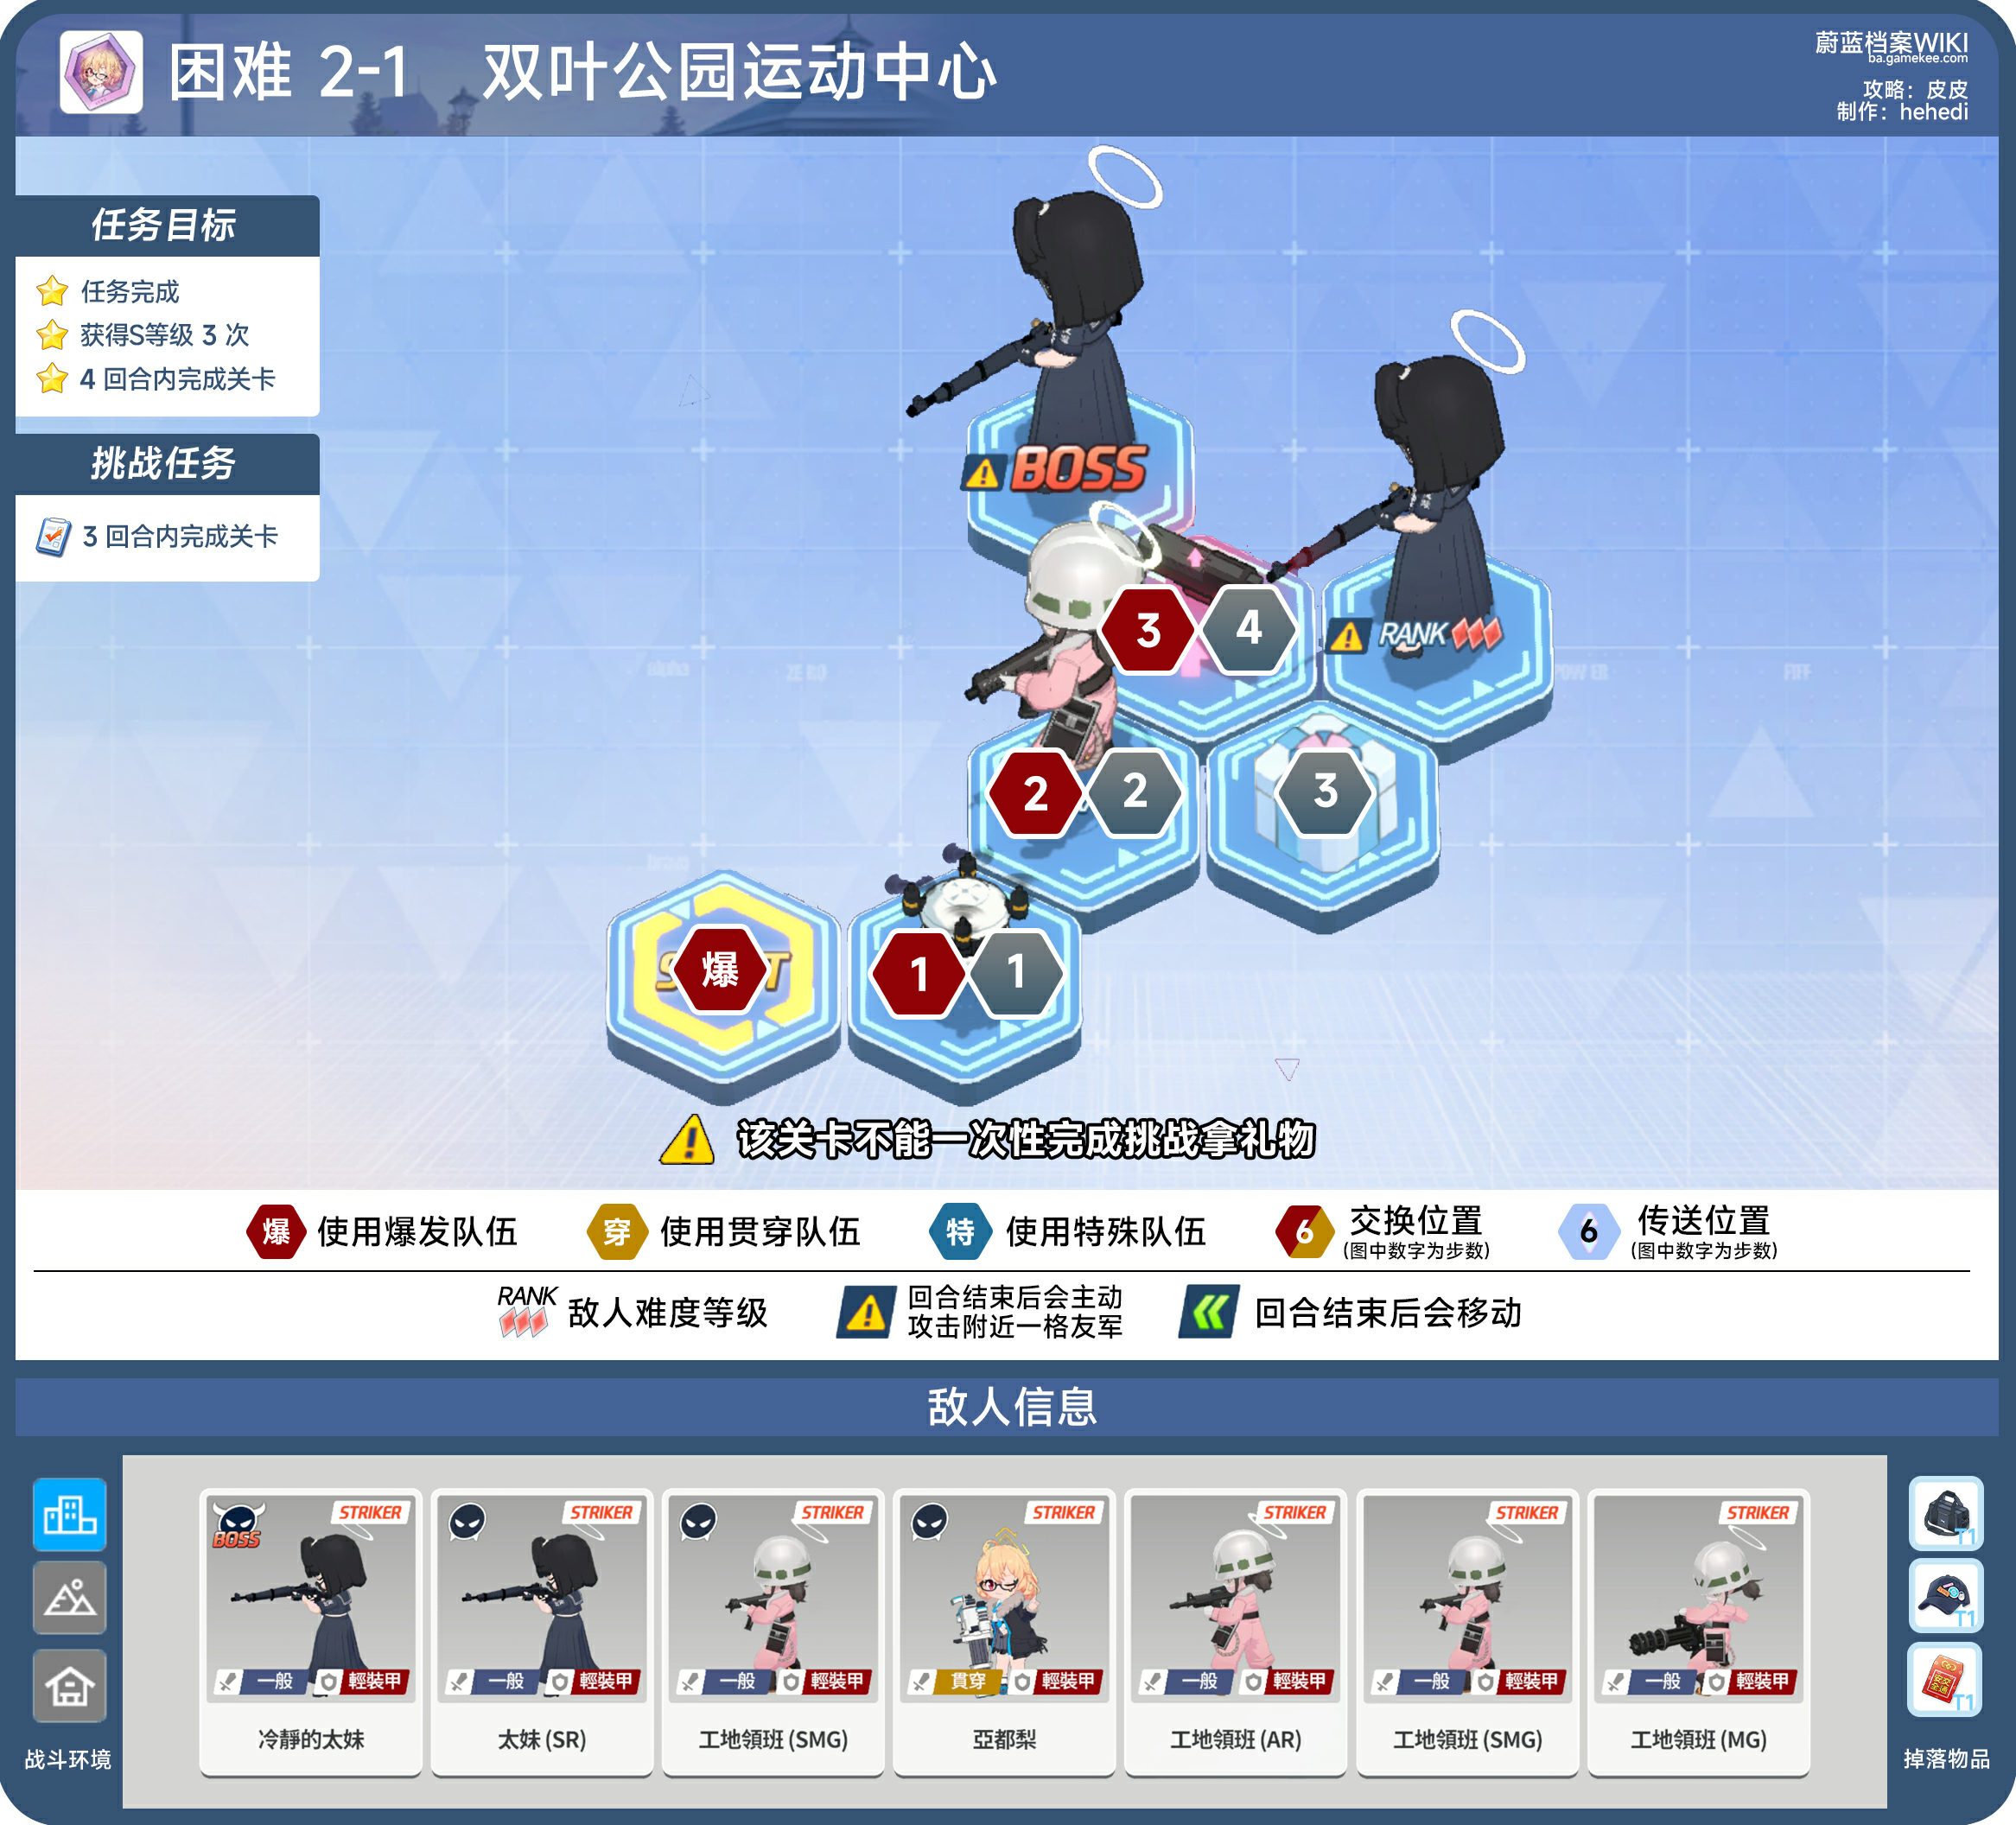 困难 2-1 双叶公园运动中心
蔚蓝档案WIKI
ba.gamekee.com
攻略：皮皮
制作：hehedi
任务目标
任务完成
获得S等级 3 次
4 回合内完成关卡
挑战任务
3 回合内完成关卡
BOSS
3 4
RANK
2 2
3
爆
1 1
该关卡不能一次性完成挑战拿礼物
爆 使用爆发队伍
穿 使用贯穿队伍
特 使用特殊队伍
6 交换位置
(图中数字为步数)
6 传送位置
(图中数字为步数)
RANK 敌人难度等级
回合结束后会主动
攻击附近一格友军
回合结束后会移动
敌人信息
BOSS STRIKER
一般 輕裝甲
冷靜的太妹
STRIKER
一般 輕裝甲
太妹 (SR)
STRIKER
一般 輕裝甲
工地領班 (SMG)
STRIKER
貫穿 輕裝甲
亞都梨
STRIKER
一般 輕裝甲
工地領班 (AR)
STRIKER
一般 輕裝甲
工地領班 (SMG)
STRIKER
一般 輕裝甲
工地領班 (MG)
战斗环境
T1
T1
T1
掉落物品